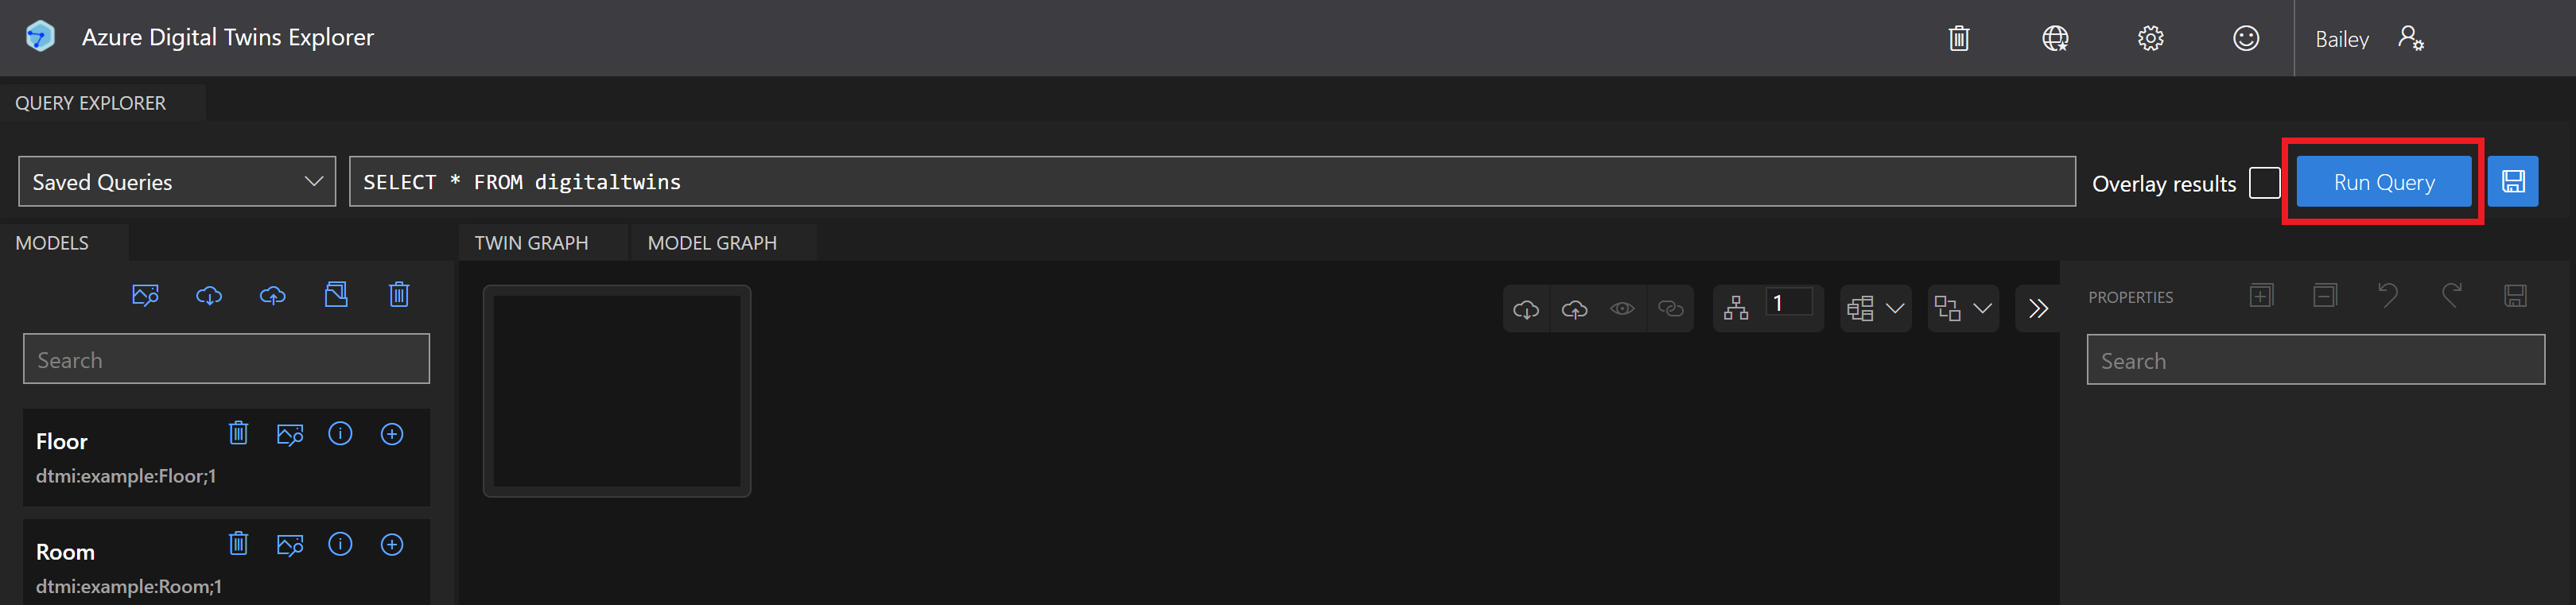 Azure Digital Twins Explorer
Bailey
QUERY EXPLORER
Saved Queries
SELECT * FROM digitaltwins
Overlay results
Run Query
MODELS
TWIN GRAPH
MODEL GRAPH
1
PROPERTIES
Search
Search
Floor
dtmi:example:Floor;1
Room
dtmi:example:Room;1